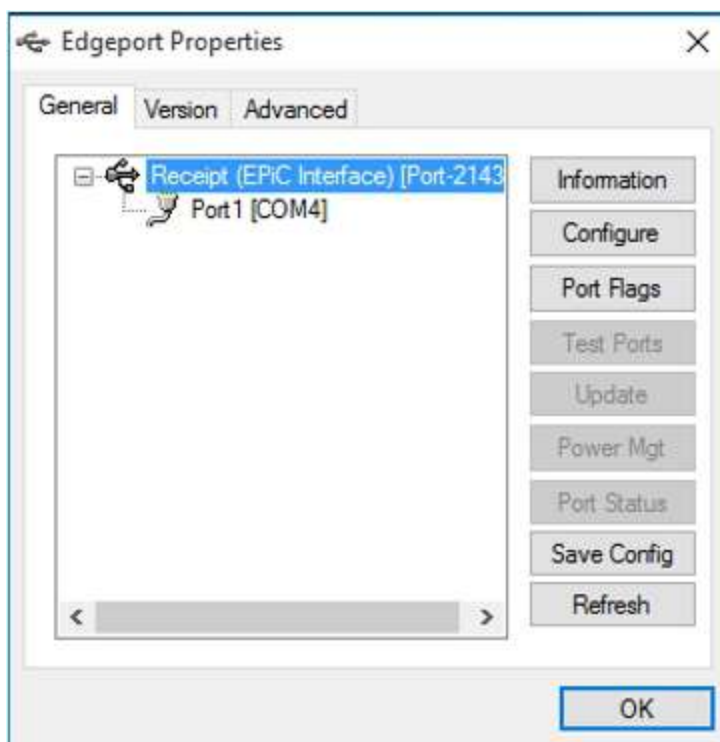 Edgeport Properties
General Version Advanced
Receipt (EPiC Interface) [Port-2143
Port1 [COM4]
Information
Configure
Port Flags
Test Ports
Update
Power Mgt
Port Status
Save Config
Refresh
OK